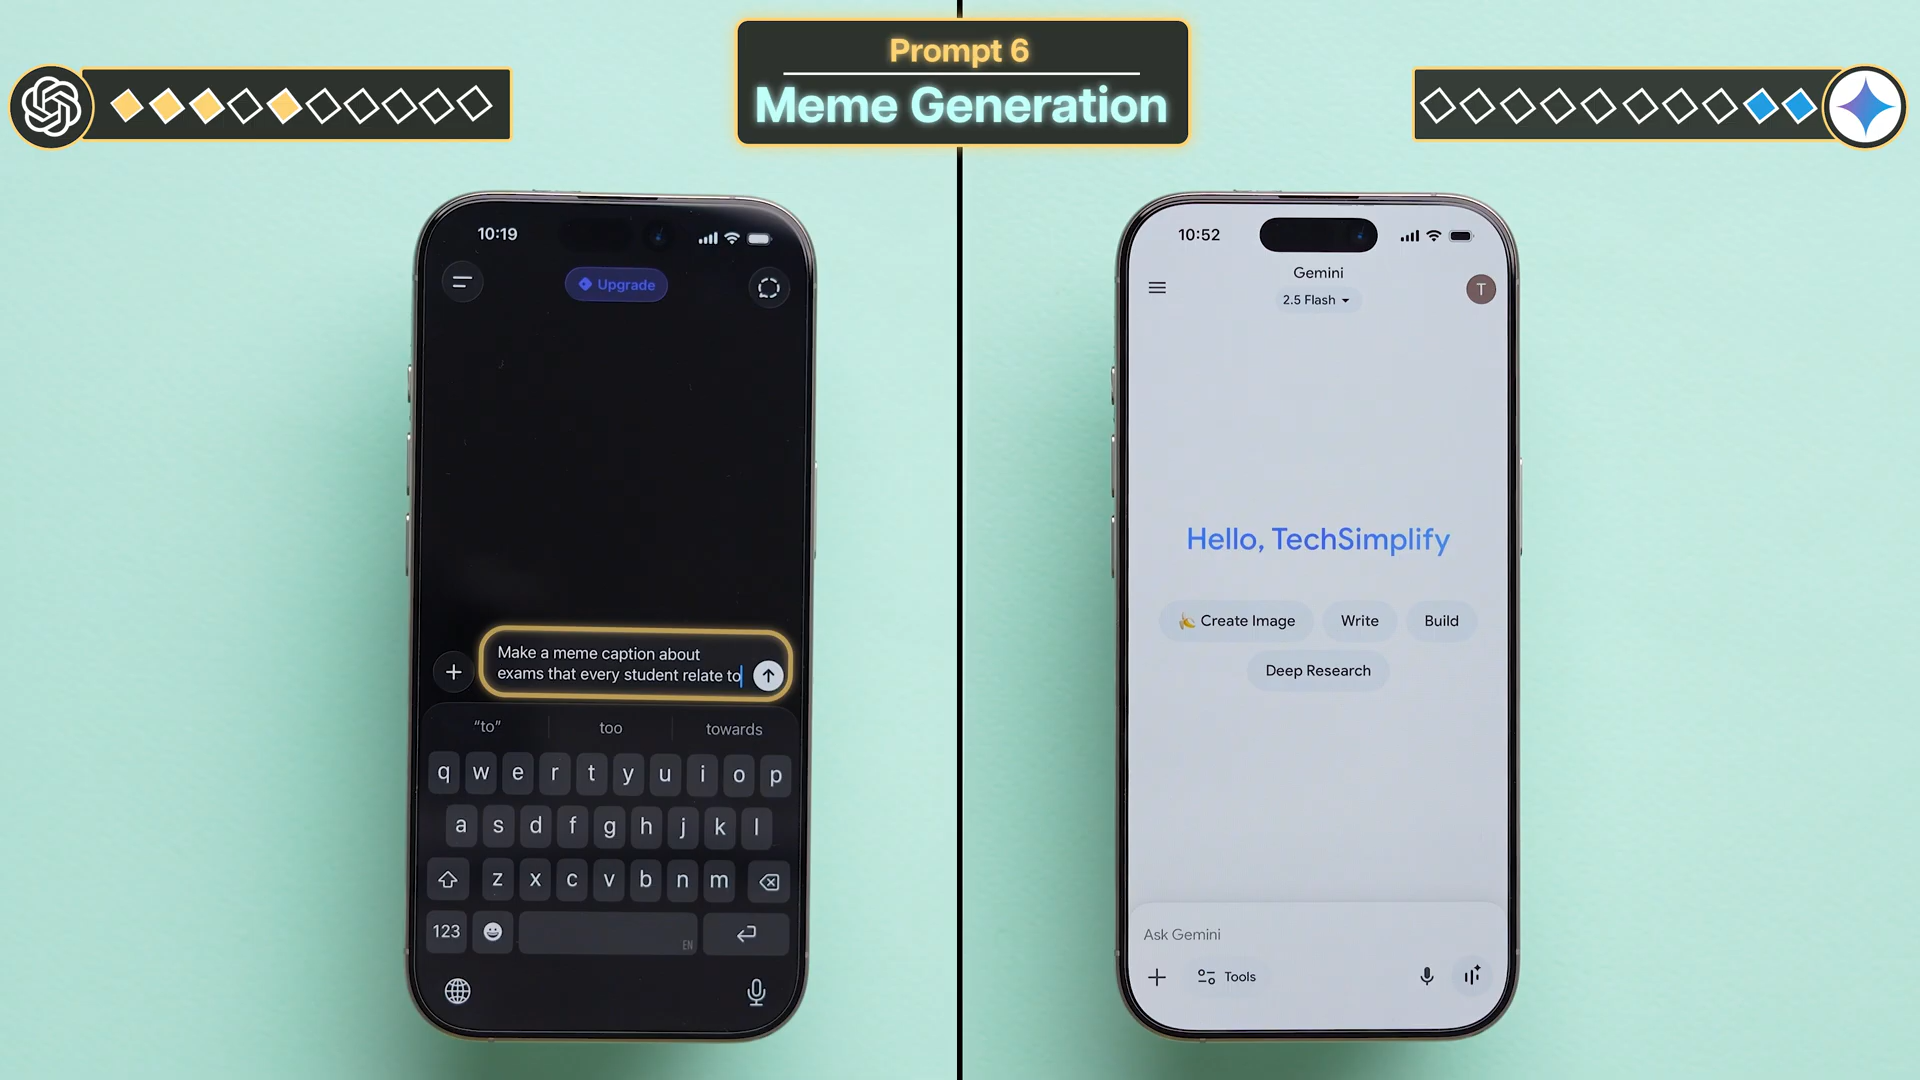 Prompt 6
Meme Generation
10:19
Upgrade
Make a meme caption about
exams that every student relate to
“to”
too
towards
q w e r t y u i o p
a s d f g h j k l
z x c v b n m
123
EN
10:52
Gemini
2.5 Flash
T
Hello, TechSimplify
Create Image
Write
Build
Deep Research
Ask Gemini
Tools